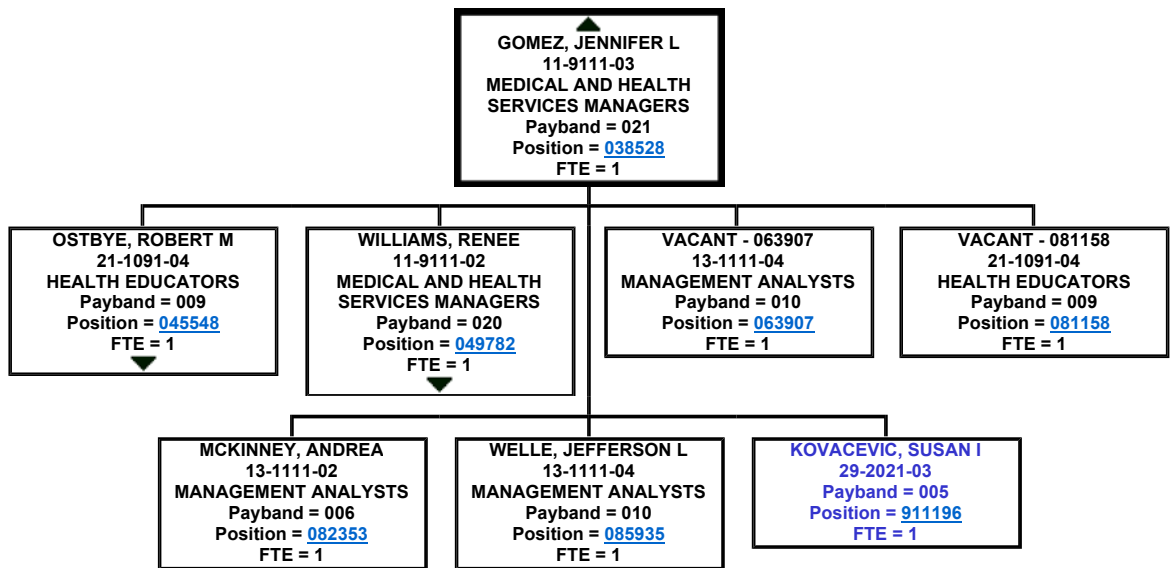 GOMEZ, JENNIFER L
11-9111-03
MEDICAL AND HEALTH
SERVICES MANAGERS
Payband = 021
Position = 038528
FTE = 1
OSTBYE, ROBERT M
21-1091-04
HEALTH EDUCATORS
Payband = 009
Position = 045548
FTE = 1
WILLIAMS, RENEE
11-9111-02
MEDICAL AND HEALTH
SERVICES MANAGERS
Payband = 020
Position = 049782
FTE = 1
VACANT - 063907
13-1111-04
MANAGEMENT ANALYSTS
Payband = 010
Position = 063907
FTE = 1
VACANT - 081158
21-1091-04
HEALTH EDUCATORS
Payband = 009
Position = 081158
FTE = 1
MCKINNEY, ANDREA
13-1111-02
MANAGEMENT ANALYSTS
Payband = 006
Position = 082353
FTE = 1
WELLE, JEFFERSON L
13-1111-04
MANAGEMENT ANALYSTS
Payband = 010
Position = 085935
FTE = 1
KOVACEVIC, SUSAN I
29-2021-03
Payband = 005
Position = 911196
FTE = 1